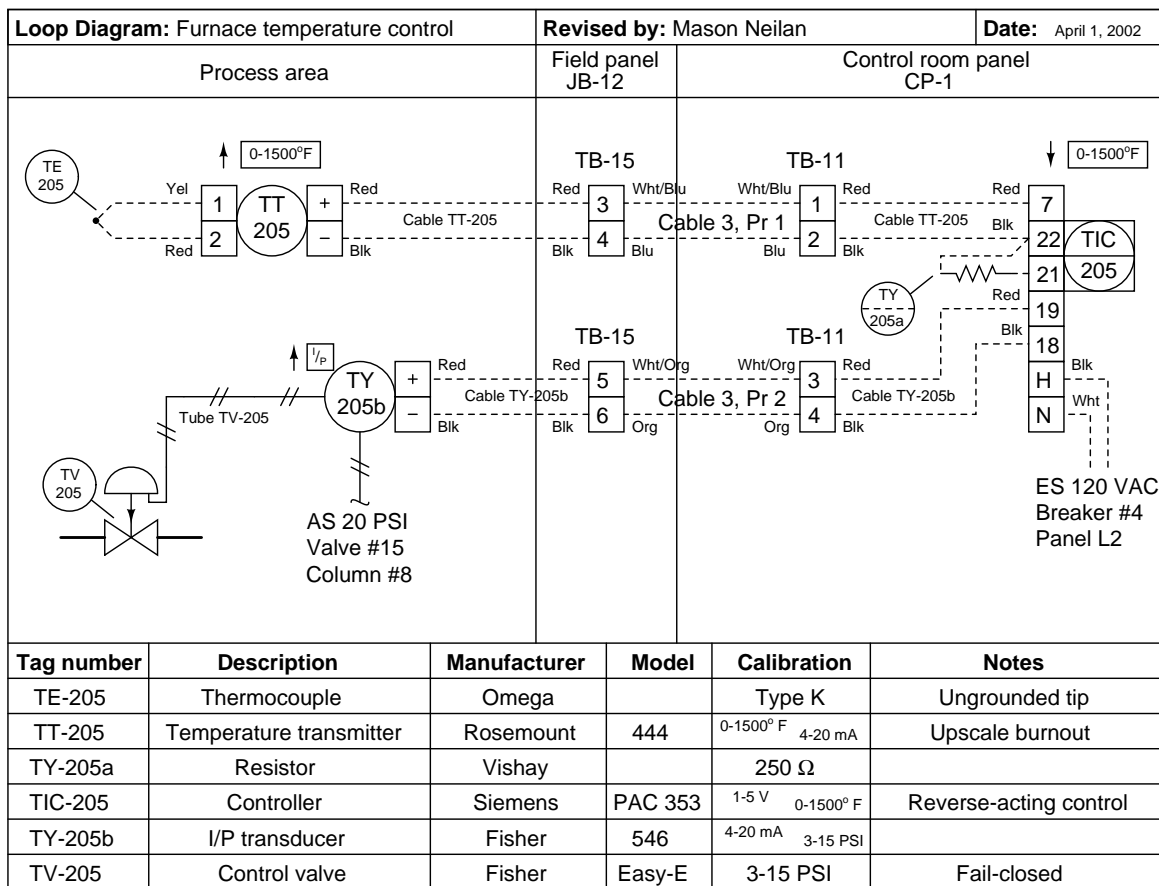 Loop Diagram: Furnace temperature control
Revised by: Mason Neilan
Date: April 1, 2002
Process area
Field panel
JB-12
Control room panel
CP-1
TE
205
0-1500°F
Yel
Red
1
2
TT
205
+
−
Red
Blk
Cable TT-205
TB-15
Red
Blk
3
4
Wht/Blu
Blu
Cable 3, Pr 1
TB-11
Wht/Blu
Blu
1
2
Red
Blk
Cable TT-205
0-1500°F
Red
Blk
7
22
21
19
18
H
N
TIC
205
TY
205a
Red
Blk
Blk
Wht
ES 120 VAC
Breaker #4
Panel L2
I/P
TY
205b
+
−
Red
Blk
Cable TY-205b
TB-15
Red
Blk
5
6
Wht/Org
Org
Cable 3, Pr 2
TB-11
Wht/Org
Org
3
4
Red
Blk
Cable TY-205b
Tube TV-205
TV
205
AS 20 PSI
Valve #15
Column #8
Tag number Description Manufacturer Model Calibration Notes
TE-205 Thermocouple Omega Type K Ungrounded tip
TT-205 Temperature transmitter Rosemount 444 0-1500° F 4-20 mA Upscale burnout
TY-205a Resistor Vishay 250 Ω
TIC-205 Controller Siemens PAC 353 1-5 V 0-1500° F Reverse-acting control
TY-205b I/P transducer Fisher 546 4-20 mA 3-15 PSI
TV-205 Control valve Fisher Easy-E 3-15 PSI Fail-closed